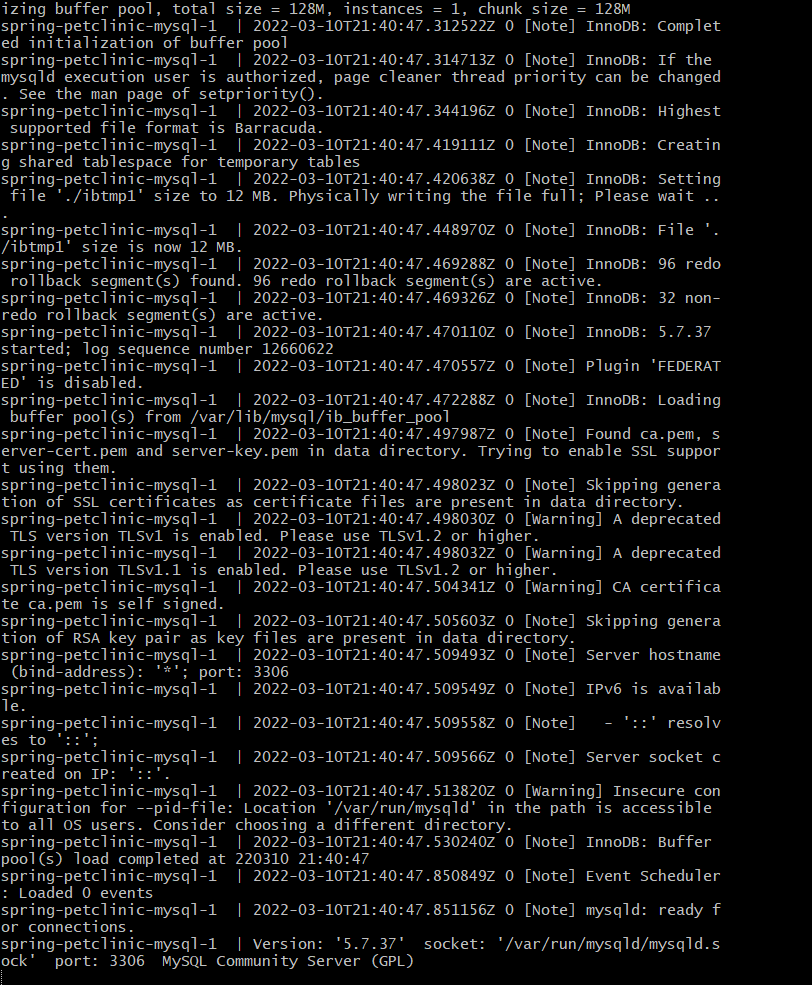 izing buffer pool, total size = 128M, instances = 1, chunk size = 128M
spring-petclinic-mysql-1  | 2022-03-10T21:40:47.312522Z 0 [Note] InnoDB: Complet
ed initialization of buffer pool
spring-petclinic-mysql-1  | 2022-03-10T21:40:47.314713Z 0 [Note] InnoDB: If the
mysqld execution user is authorized, page cleaner thread priority can be changed
. See the man page of setpriority().
spring-petclinic-mysql-1  | 2022-03-10T21:40:47.344196Z 0 [Note] InnoDB: Highest
 supported file format is Barracuda.
spring-petclinic-mysql-1  | 2022-03-10T21:40:47.419111Z 0 [Note] InnoDB: Creatin
g shared tablespace for temporary tables
spring-petclinic-mysql-1  | 2022-03-10T21:40:47.420638Z 0 [Note] InnoDB: Setting
 file './ibtmp1' size to 12 MB. Physically writing the file full; Please wait ..
.
spring-petclinic-mysql-1  | 2022-03-10T21:40:47.448970Z 0 [Note] InnoDB: File '.
/ibtmp1' size is now 12 MB.
spring-petclinic-mysql-1  | 2022-03-10T21:40:47.469288Z 0 [Note] InnoDB: 96 redo
 rollback segment(s) found. 96 redo rollback segment(s) are active.
spring-petclinic-mysql-1  | 2022-03-10T21:40:47.469326Z 0 [Note] InnoDB: 32 non-
redo rollback segment(s) are active.
spring-petclinic-mysql-1  | 2022-03-10T21:40:47.470110Z 0 [Note] InnoDB: 5.7.37
started; log sequence number 12660622
spring-petclinic-mysql-1  | 2022-03-10T21:40:47.470557Z 0 [Note] Plugin 'FEDERAT
ED' is disabled.
spring-petclinic-mysql-1  | 2022-03-10T21:40:47.472288Z 0 [Note] InnoDB: Loading
 buffer pool(s) from /var/lib/mysql/ib_buffer_pool
spring-petclinic-mysql-1  | 2022-03-10T21:40:47.497987Z 0 [Note] Found ca.pem, s
erver-cert.pem and server-key.pem in data directory. Trying to enable SSL suppor
t using them.
spring-petclinic-mysql-1  | 2022-03-10T21:40:47.498023Z 0 [Note] Skipping genera
tion of SSL certificates as certificate files are present in data directory.
spring-petclinic-mysql-1  | 2022-03-10T21:40:47.498030Z 0 [Warning] A deprecated
 TLS version TLSv1 is enabled. Please use TLSv1.2 or higher.
spring-petclinic-mysql-1  | 2022-03-10T21:40:47.498032Z 0 [Warning] A deprecated
 TLS version TLSv1.1 is enabled. Please use TLSv1.2 or higher.
spring-petclinic-mysql-1  | 2022-03-10T21:40:47.504341Z 0 [Warning] CA certifica
te ca.pem is self signed.
spring-petclinic-mysql-1  | 2022-03-10T21:40:47.505603Z 0 [Note] Skipping genera
tion of RSA key pair as key files are present in data directory.
spring-petclinic-mysql-1  | 2022-03-10T21:40:47.509493Z 0 [Note] Server hostname
 (bind-address): '*'; port: 3306
spring-petclinic-mysql-1  | 2022-03-10T21:40:47.509549Z 0 [Note] IPv6 is availab
le.
spring-petclinic-mysql-1  | 2022-03-10T21:40:47.509558Z 0 [Note]   - '::' resolv
es to '::';
spring-petclinic-mysql-1  | 2022-03-10T21:40:47.509566Z 0 [Note] Server socket c
reated on IP: '::'.
spring-petclinic-mysql-1  | 2022-03-10T21:40:47.513820Z 0 [Warning] Insecure con
figuration for --pid-file: Location '/var/run/mysqld' in the path is accessible
to all OS users. Consider choosing a different directory.
spring-petclinic-mysql-1  | 2022-03-10T21:40:47.530240Z 0 [Note] InnoDB: Buffer
pool(s) load completed at 220310 21:40:47
spring-petclinic-mysql-1  | 2022-03-10T21:40:47.850849Z 0 [Note] Event Scheduler
: Loaded 0 events
spring-petclinic-mysql-1  | 2022-03-10T21:40:47.851156Z 0 [Note] mysqld: ready f
or connections.
spring-petclinic-mysql-1  | Version: '5.7.37'  socket: '/var/run/mysqld/mysqld.s
ock'  port: 3306  MySQL Community Server (GPL)